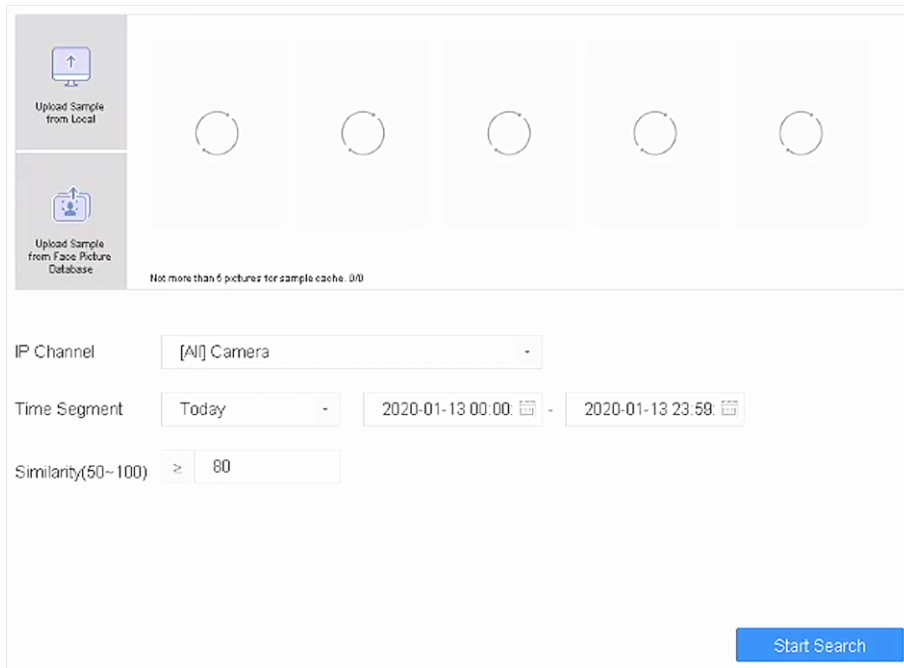 Upload Sample
from Local
Upload Sample
from Face Picture
Database
Not more than 5 pictures for sample cache. 0/0
IP Channel
[All] Camera
Time Segment
Today
2020-01-13 00:00:
-
2020-01-13 23:59:
Similarity(50~100)
≥
80
Start Search